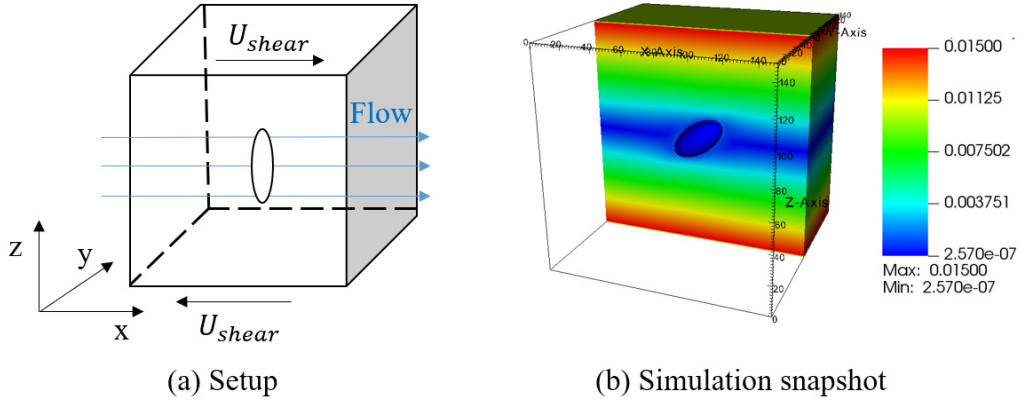 U_shear
Flow
z
y
x
U_shear
(a) Setup
0 20 40 60 80 100 120 140
X-Axis
Y-Axis
140
120
100
Z-Axis
60
40
20
0
0.01500
0.01125
0.007502
0.003751
2.570e-07
Max: 0.01500
Min: 2.570e-07
(b) Simulation snapshot